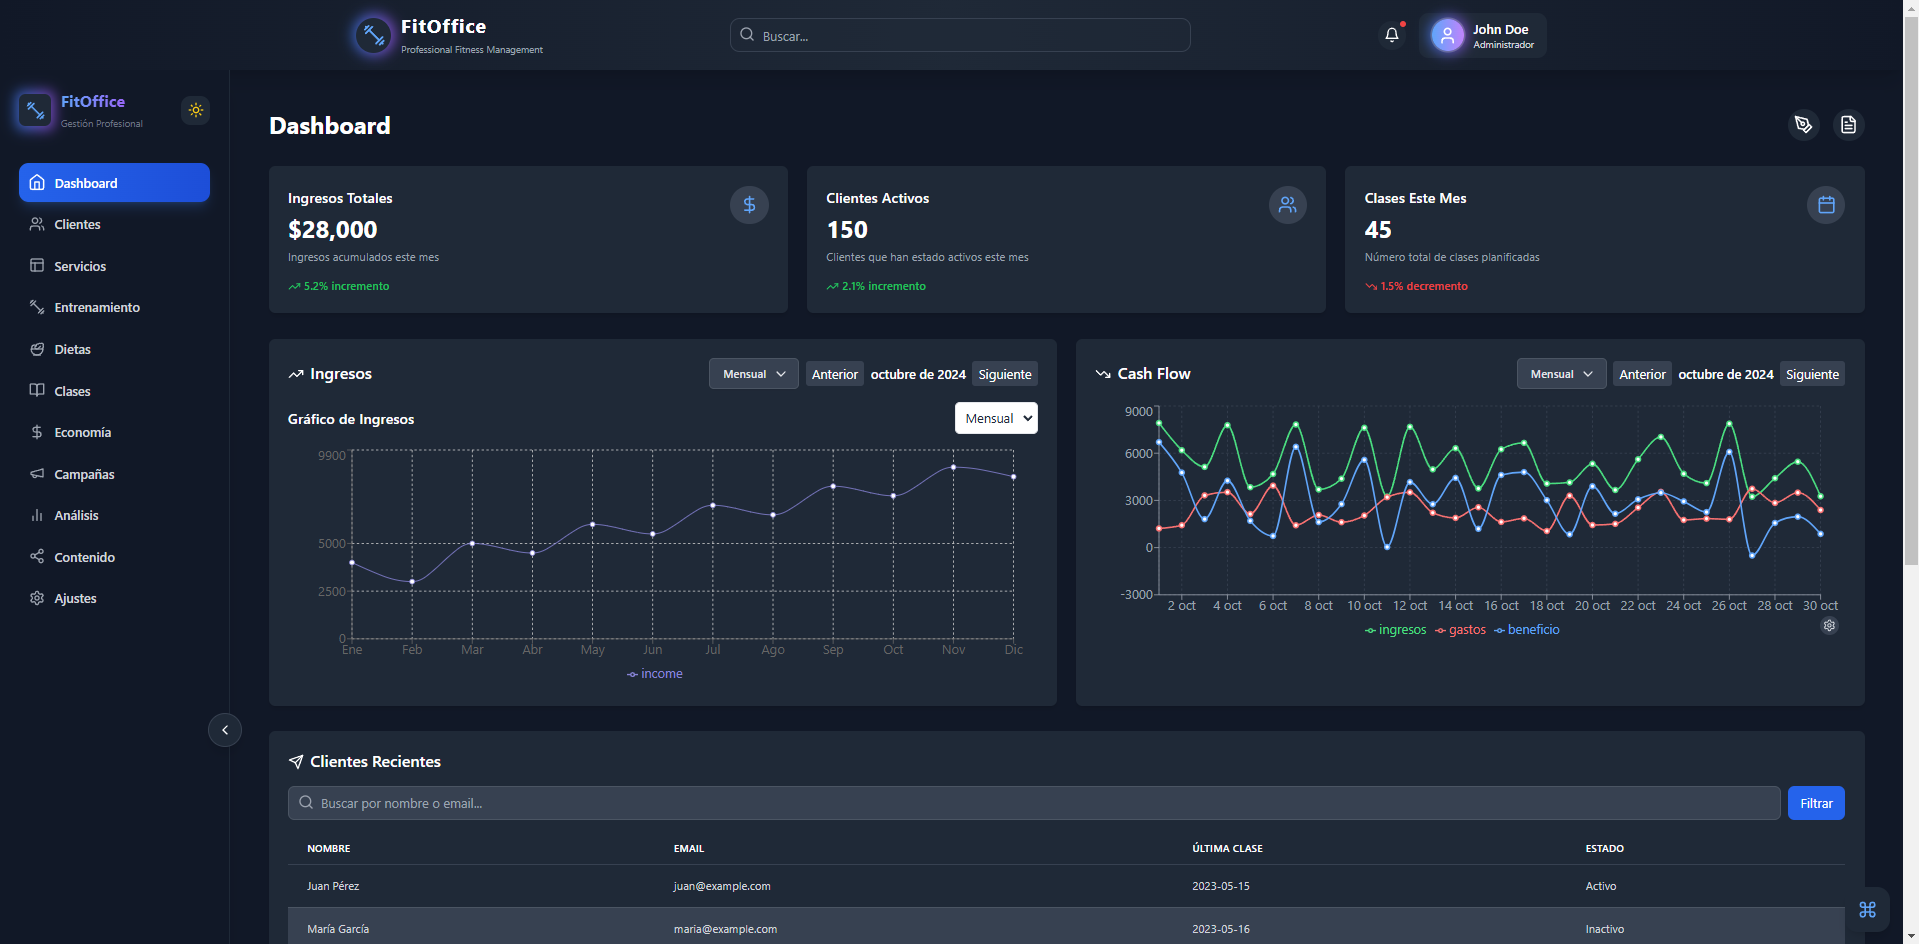 FitOffice
Professional Fitness Management
Buscar...
John Doe
Administrador
FitOffice
Gestión Profesional
Dashboard
Clientes
Servicios
Entrenamiento
Dietas
Clases
Economía
Campañas
Análisis
Contenido
Ajustes
Dashboard
Ingresos Totales
$28,000
Ingresos acumulados este mes
5.2% incremento
Clientes Activos
150
Clientes que han estado activos este mes
2.1% incremento
Clases Este Mes
45
Número total de clases planificadas
1.5% decremento
Ingresos
Mensual Anterior octubre de 2024 Siguiente
Gráfico de Ingresos
Mensual
9900
5000
2500
0
Ene Feb Mar Abr May Jun Jul Ago Sep Oct Nov Dic
income
Cash Flow
Mensual Anterior octubre de 2024 Siguiente
9000
6000
3000
0
-3000
2 oct 4 oct 6 oct 8 oct 10 oct 12 oct 14 oct 16 oct 18 oct 20 oct 22 oct 24 oct 26 oct 28 oct 30 oct
ingresos gastos beneficio
Clientes Recientes
Buscar por nombre o email...
Filtrar
NOMBRE EMAIL ÚLTIMA CLASE ESTADO
Juan Pérez juan@example.com 2023-05-15 Activo
María García maria@example.com 2023-05-16 Inactivo